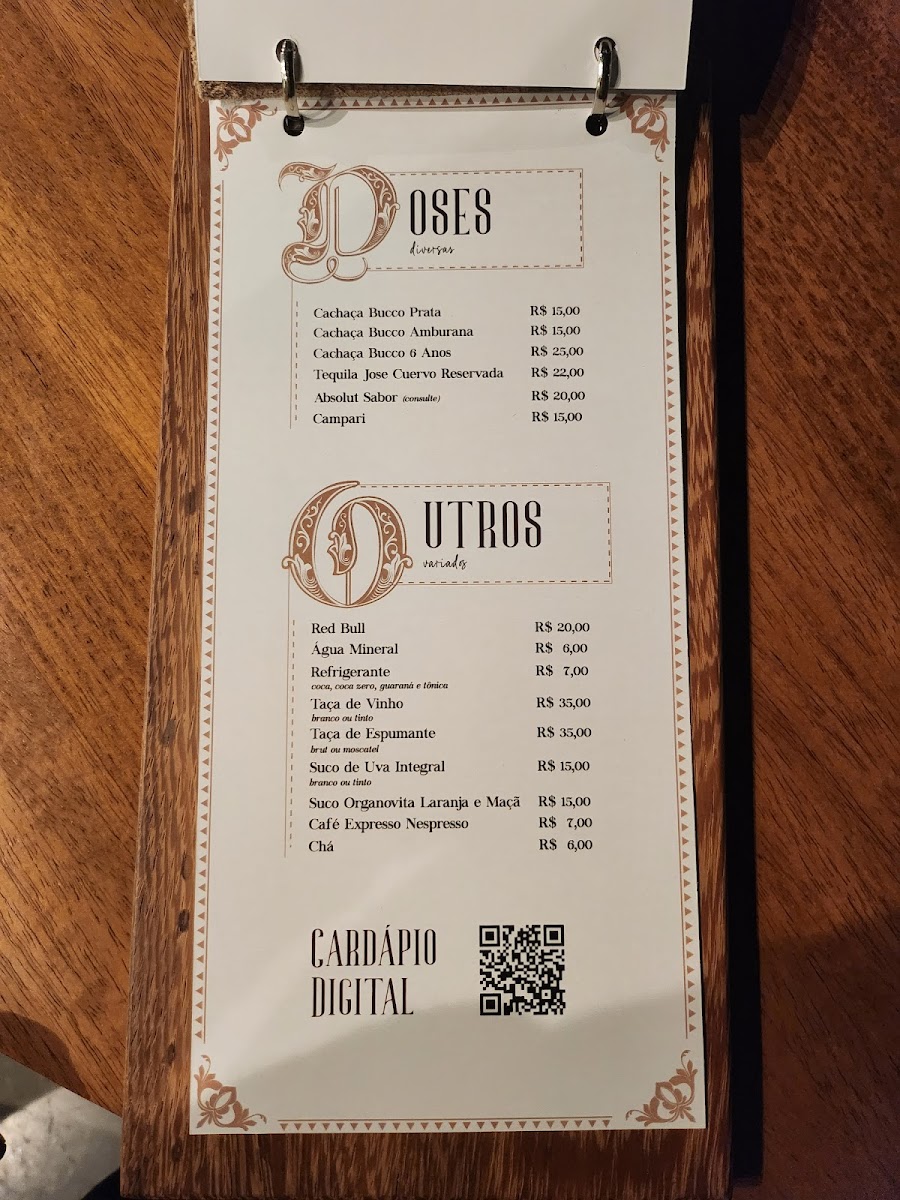 DOSES
diversas
Cachaça Bucco Prata R$ 15,00
Cachaça Bucco Amburana R$ 15,00
Cachaça Bucco 6 Anos R$ 25,00
Tequila Jose Cuervo Reservada R$ 22,00
Absolut Sabor (consulte) R$ 20,00
Campari R$ 15,00
OUTROS
variados
Red Bull R$ 20,00
Água Mineral R$ 6,00
Refrigerante R$ 7,00
coca, coca zero, guaraná e tônica
Taça de Vinho R$ 35,00
branco ou tinto
Taça de Espumante R$ 35,00
brut ou moscatel
Suco de Uva Integral R$ 15,00
branco ou tinto
Suco Organovita Laranja e Maçã R$ 15,00
Café Expresso Nespresso R$ 7,00
Chá R$ 6,00
CARDÁPIO
DIGITAL